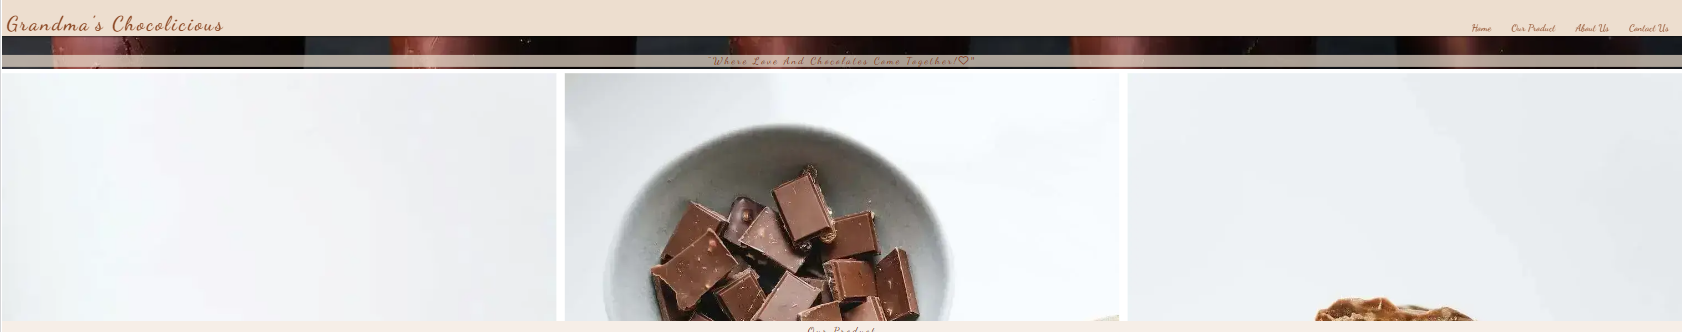 Grandma's Chocolicious
Home Our Product About Us Contact Us
"Where Love And Chocolates Come Together!♡"
Our Product